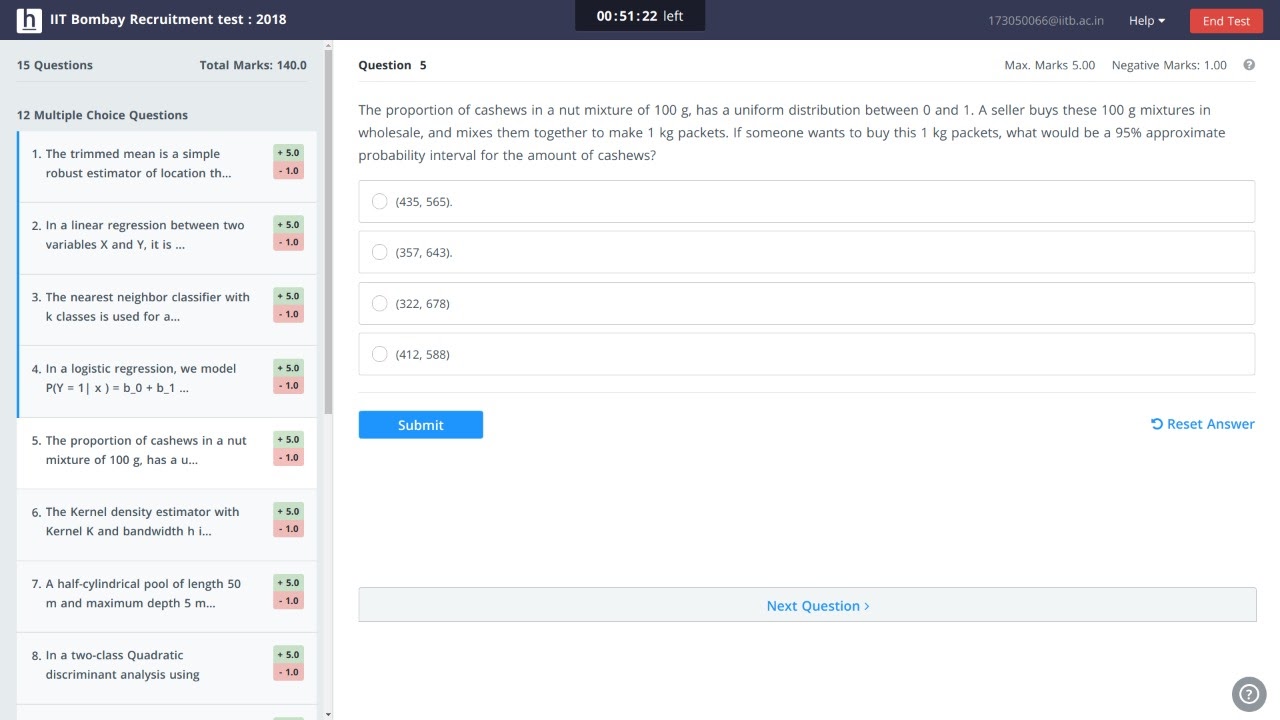 h IIT Bombay Recruitment test : 2018
00:51:22 left
173050066@iitb.ac.in
Help
End Test
15 Questions
Total Marks: 140.0
12 Multiple Choice Questions
1. The trimmed mean is a simple
robust estimator of location th...
+ 5.0
- 1.0
2. In a linear regression between two
variables X and Y, it is ...
+ 5.0
- 1.0
3. The nearest neighbor classifier with
k classes is used for a...
+ 5.0
- 1.0
4. In a logistic regression, we model
P(Y = 1| x ) = b_0 + b_1 ...
+ 5.0
- 1.0
5. The proportion of cashews in a nut
mixture of 100 g, has a u...
+ 5.0
- 1.0
6. The Kernel density estimator with
Kernel K and bandwidth h i...
+ 5.0
- 1.0
7. A half-cylindrical pool of length 50
m and maximum depth 5 m...
+ 5.0
- 1.0
8. In a two-class Quadratic
discriminant analysis using
+ 5.0
- 1.0
Question 5
Max. Marks 5.00
Negative Marks: 1.00
?
The proportion of cashews in a nut mixture of 100 g, has a uniform distribution between 0 and 1. A seller buys these 100 g mixtures in
wholesale, and mixes them together to make 1 kg packets. If someone wants to buy this 1 kg packets, what would be a 95% approximate
probability interval for the amount of cashews?
(435, 565).
(357, 643).
(322, 678)
(412, 588)
Submit
Reset Answer
Next Question >
?